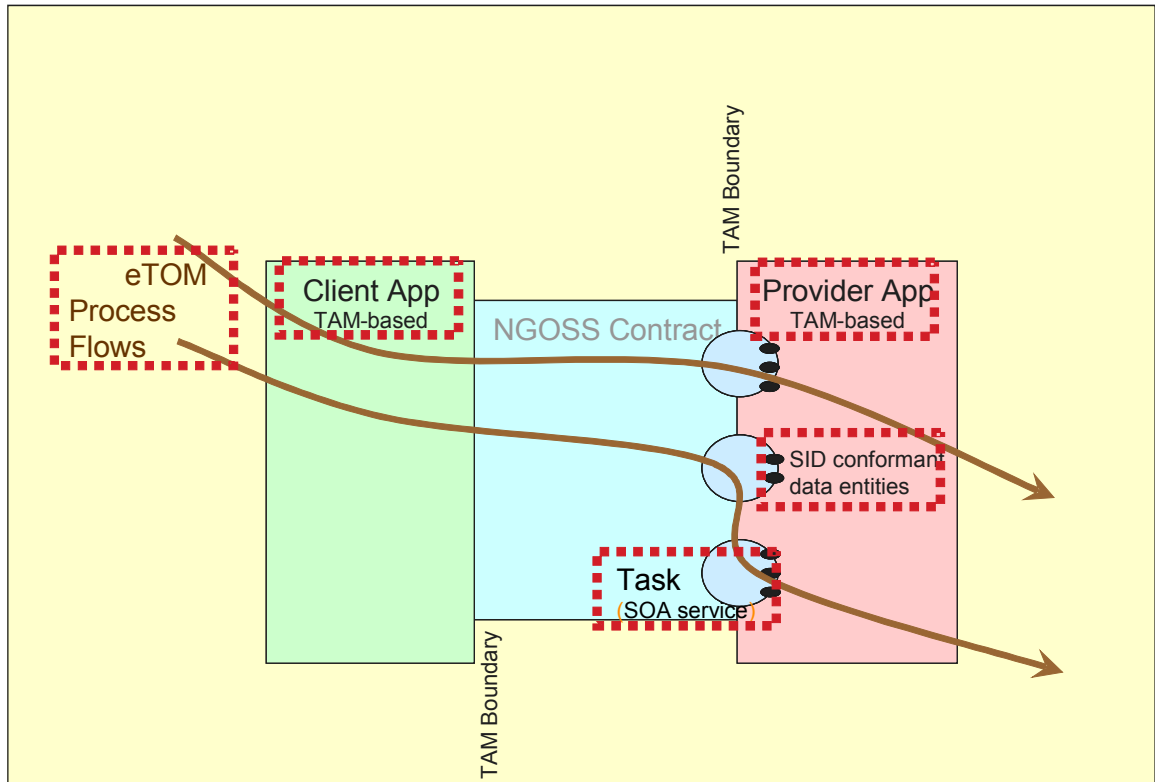 TAM Boundary
eTOM
Process
Flows
Client App
TAM-based
NGOSS Contract
Provider App
TAM-based
SID conformant
data entities
Task
(SOA service)
TAM Boundary